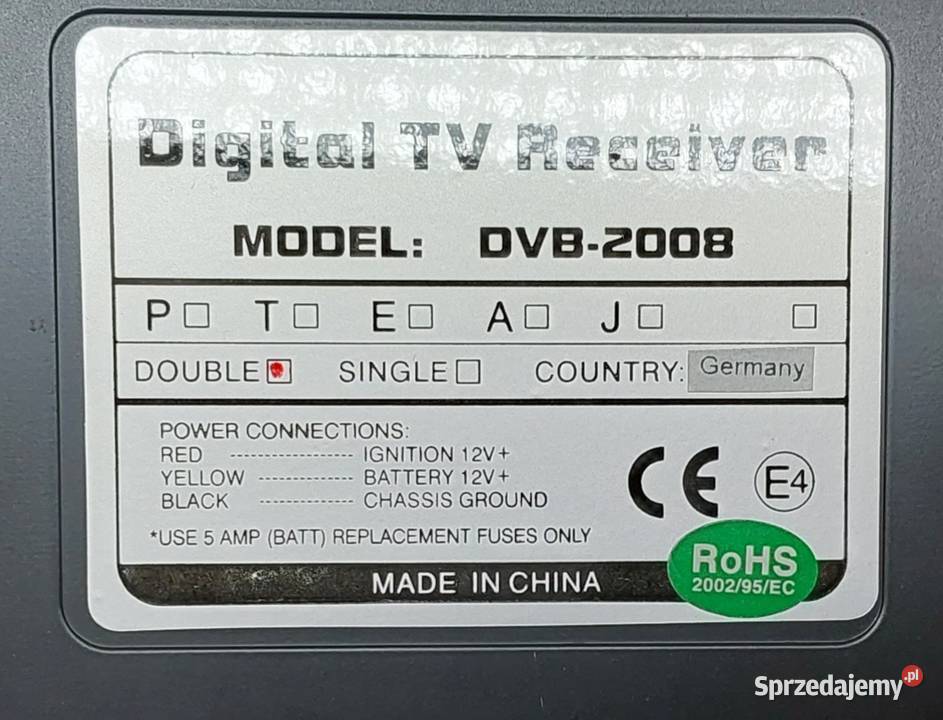 Digital TV Receiver
MODEL: DVB-2008
P☐ T☐ E☐ A☐ J☐ ☐
DOUBLE☒ SINGLE☐ COUNTRY: Germany
POWER CONNECTIONS:
RED ---------------- IGNITION 12V+
YELLOW ------------ BATTERY 12V+
BLACK ------------ CHASSIS GROUND
CE E4
*USE 5 AMP (BATT) REPLACEMENT FUSES ONLY
RoHS
2002/95/EC
MADE IN CHINA
Sprzedajemy.pl